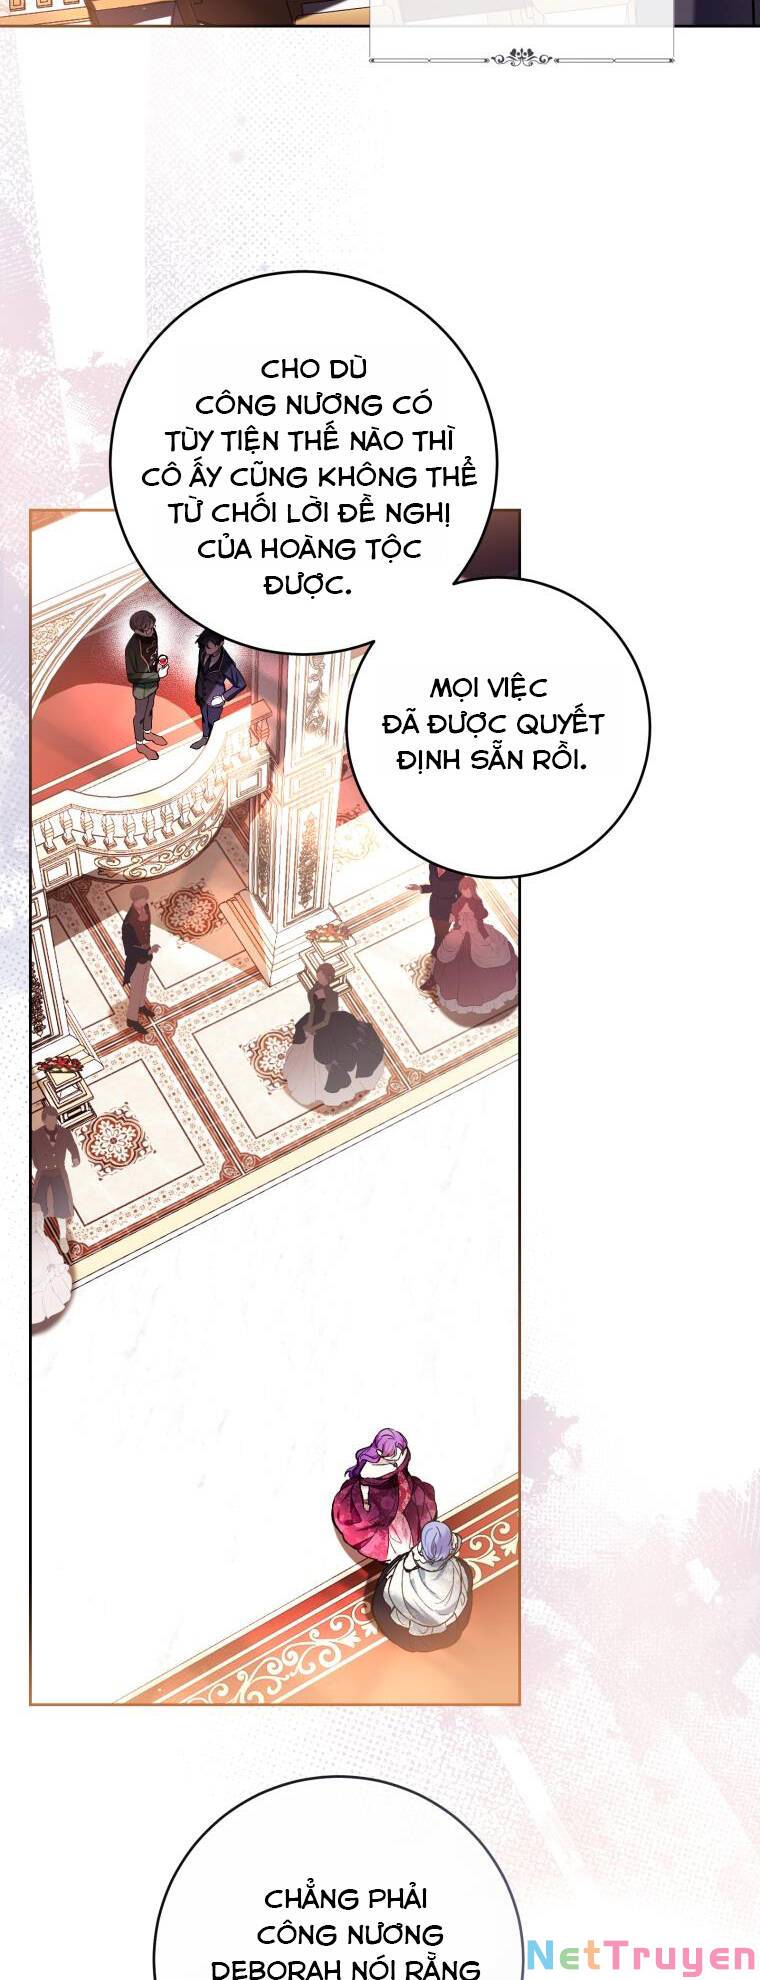 CHO DÙ
CÔNG NƯƠNG CÓ
TÙY TIỆN THẾ NÀO THÌ
CÔ ẤY CŨNG KHÔNG THỂ
TỪ CHỐI LỜI ĐỀ NGHỊ
CỦA HOÀNG TỘC
ĐƯỢC.
MỌI VIỆC
ĐÃ ĐƯỢC QUYẾT
ĐỊNH SẴN RỒI.
CHẲNG PHẢI
CÔNG NƯƠNG
DEBORAH NÓI RẰNG
NetTruyen